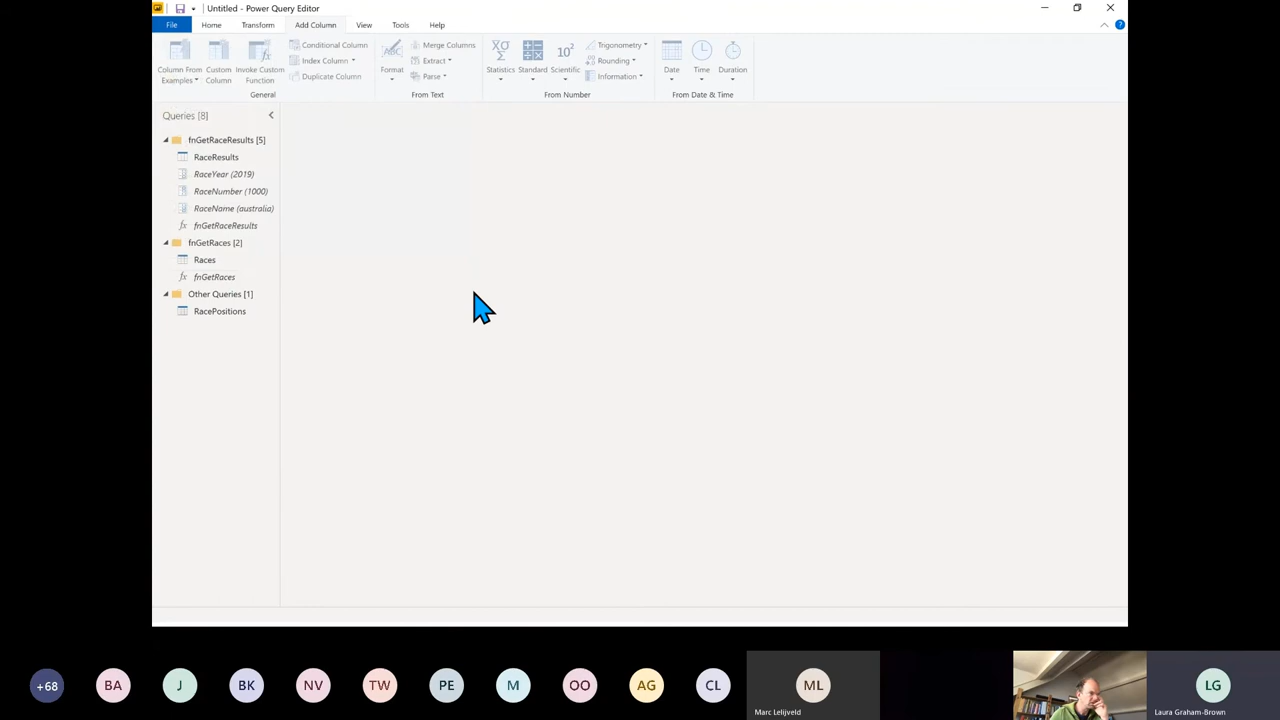 Untitled - Power Query Editor
File Home Transform Add Column View Tools Help
Column From Examples
Custom Column
Invoke Custom Function
Conditional Column
Index Column
Duplicate Column
General
Format
Merge Columns
Extract
Parse
From Text
Statistics
Standard
Scientific
Trigonometry
Rounding
Information
From Number
Date
Time
Duration
From Date & Time
Queries [8]
fnGetRaceResults [5]
RaceResults
RaceYear (2019)
RaceNumber (1000)
RaceName (australia)
fnGetRaceResults
fnGetRaces [2]
Races
fnGetRaces
Other Queries [1]
RacePositions
+68 BA J BK NV TW PE M OO AG CL ML LG
Marc Lelijveld
Laura Graham-Brown